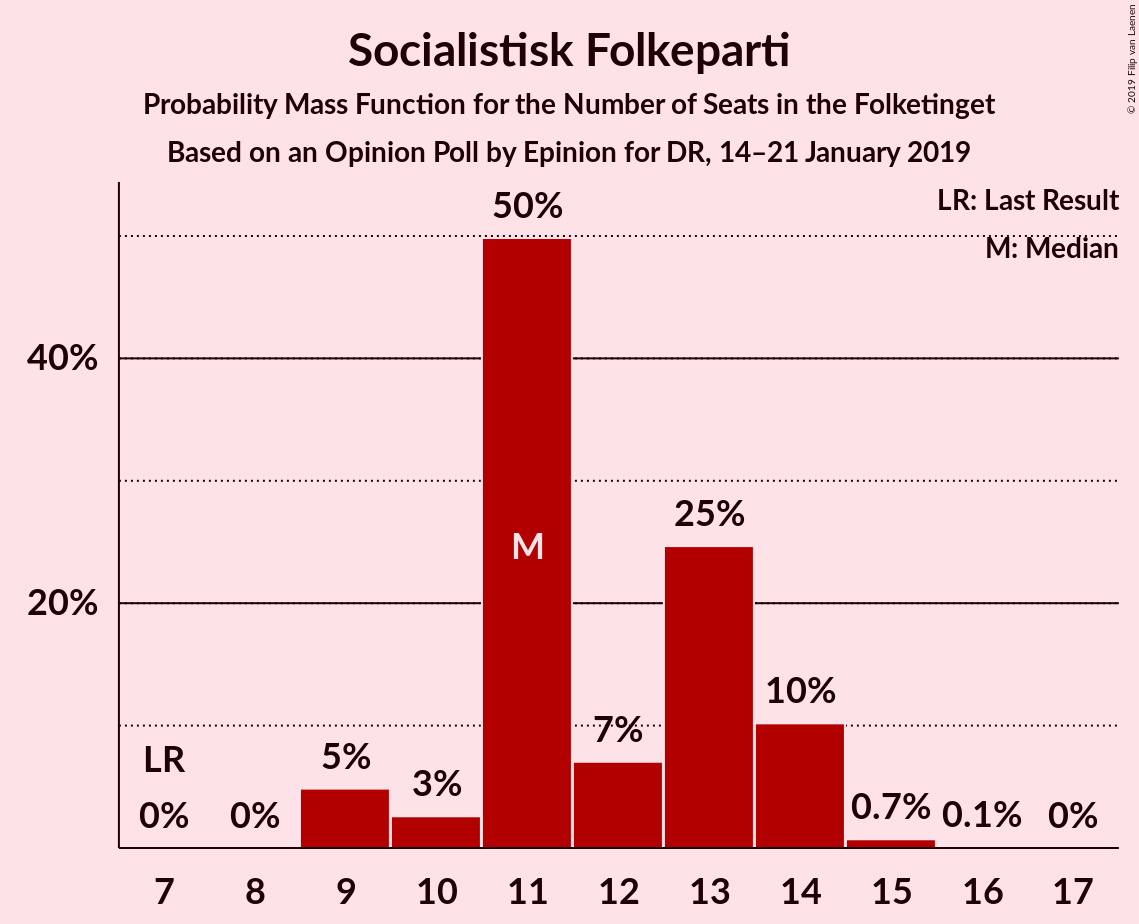 Socialistisk Folkeparti
Probability Mass Function for the Number of Seats in the Folketinget
Based on an Opinion Poll by Epinion for DR, 14–21 January 2019
© 2019 Filip van Laenen
LR: Last Result
M: Median
50%
40%
25%
M
20%
10%
7%
LR
5%
3%
0% 0% 0.7% 0.1% 0%
7 8 9 10 11 12 13 14 15 16 17